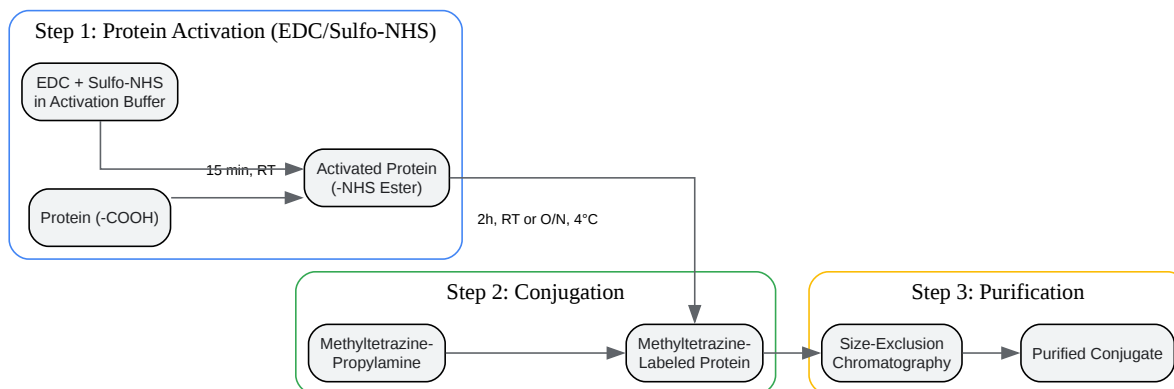 Step 1: Protein Activation (EDC/Sulfo-NHS)
EDC + Sulfo-NHS
in Activation Buffer
15 min, RT
Activated Protein
(-NHS Ester)
Protein (-COOH)
2h, RT or O/N, 4°C
Step 2: Conjugation
Methyltetrazine-
Propylamine
Methyltetrazine-
Labeled Protein
Step 3: Purification
Size-Exclusion
Chromatography
Purified Conjugate